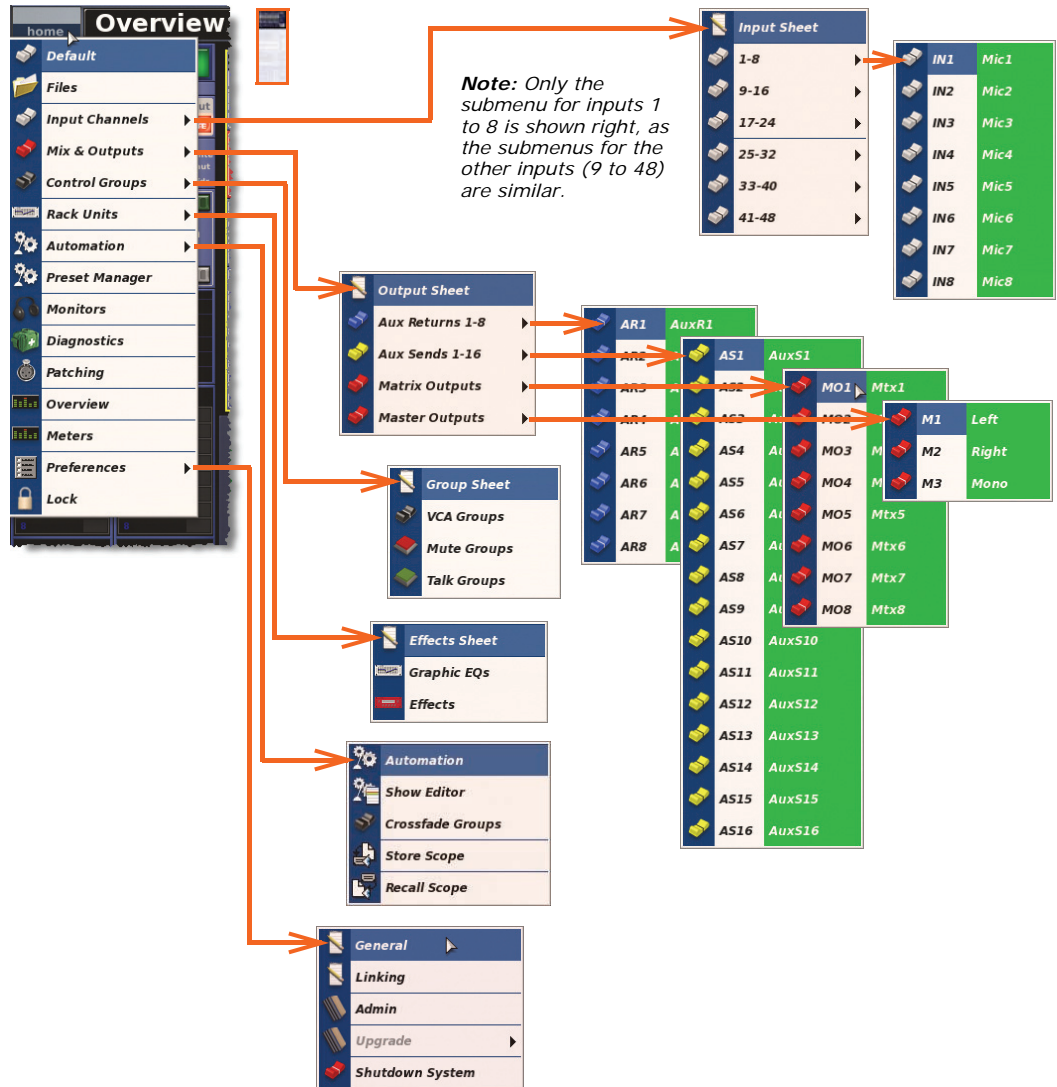 home
Overview
Default
Files
Input Channels
Mix & Outputs
Control Groups
Rack Units
Automation
Preset Manager
Monitors
Diagnostics
Patching
Overview
Meters
Preferences
Lock
Note: Only the
submenu for inputs 1
to 8 is shown right, as
the submenus for the
other inputs (9 to 48)
are similar.
Input Sheet
1-8
9-16
17-24
25-32
33-40
41-48
IN1 Mic1
IN2 Mic2
IN3 Mic3
IN4 Mic4
IN5 Mic5
IN6 Mic6
IN7 Mic7
IN8 Mic8
Output Sheet
Aux Returns 1-8
Aux Sends 1-16
Matrix Outputs
Master Outputs
AR1 AuxR1
AR2
AR3
AR4
AR5
AR6
AR7
AR8
AS1 AuxS1
AS2
AS3
AS4
AS5
AS6
AS7
AS8
AS9
AS10 AuxS10
AS11 AuxS11
AS12 AuxS12
AS13 AuxS13
AS14 AuxS14
AS15 AuxS15
AS16 AuxS16
MO1 Mtx1
MO2
MO3
MO4
MO5 Mtx5
MO6 Mtx6
MO7 Mtx7
MO8 Mtx8
M1 Left
M2 Right
M3 Mono
Group Sheet
VCA Groups
Mute Groups
Talk Groups
Effects Sheet
Graphic EQs
Effects
Automation
Show Editor
Crossfade Groups
Store Scope
Recall Scope
General
Linking
Admin
Upgrade
Shutdown System